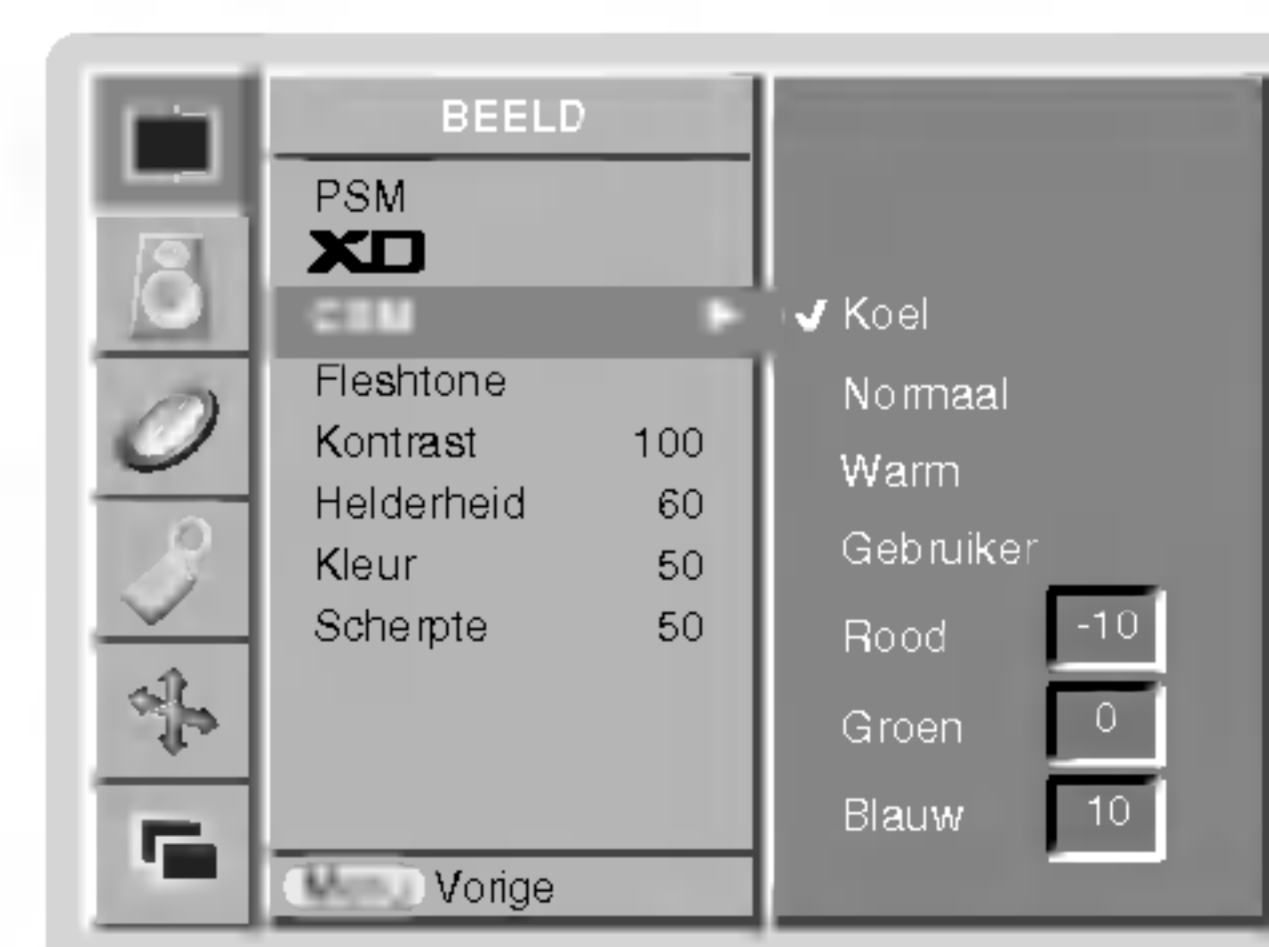 BEELD
PSM
XD
Fleshtone
Kontrast 100
Helderheid 60
Kleur 50
Scherpte 50
Vorige
Koel
Normaal
Warm
Gebruiker
Rood -10
Groen 0
Blauw 10